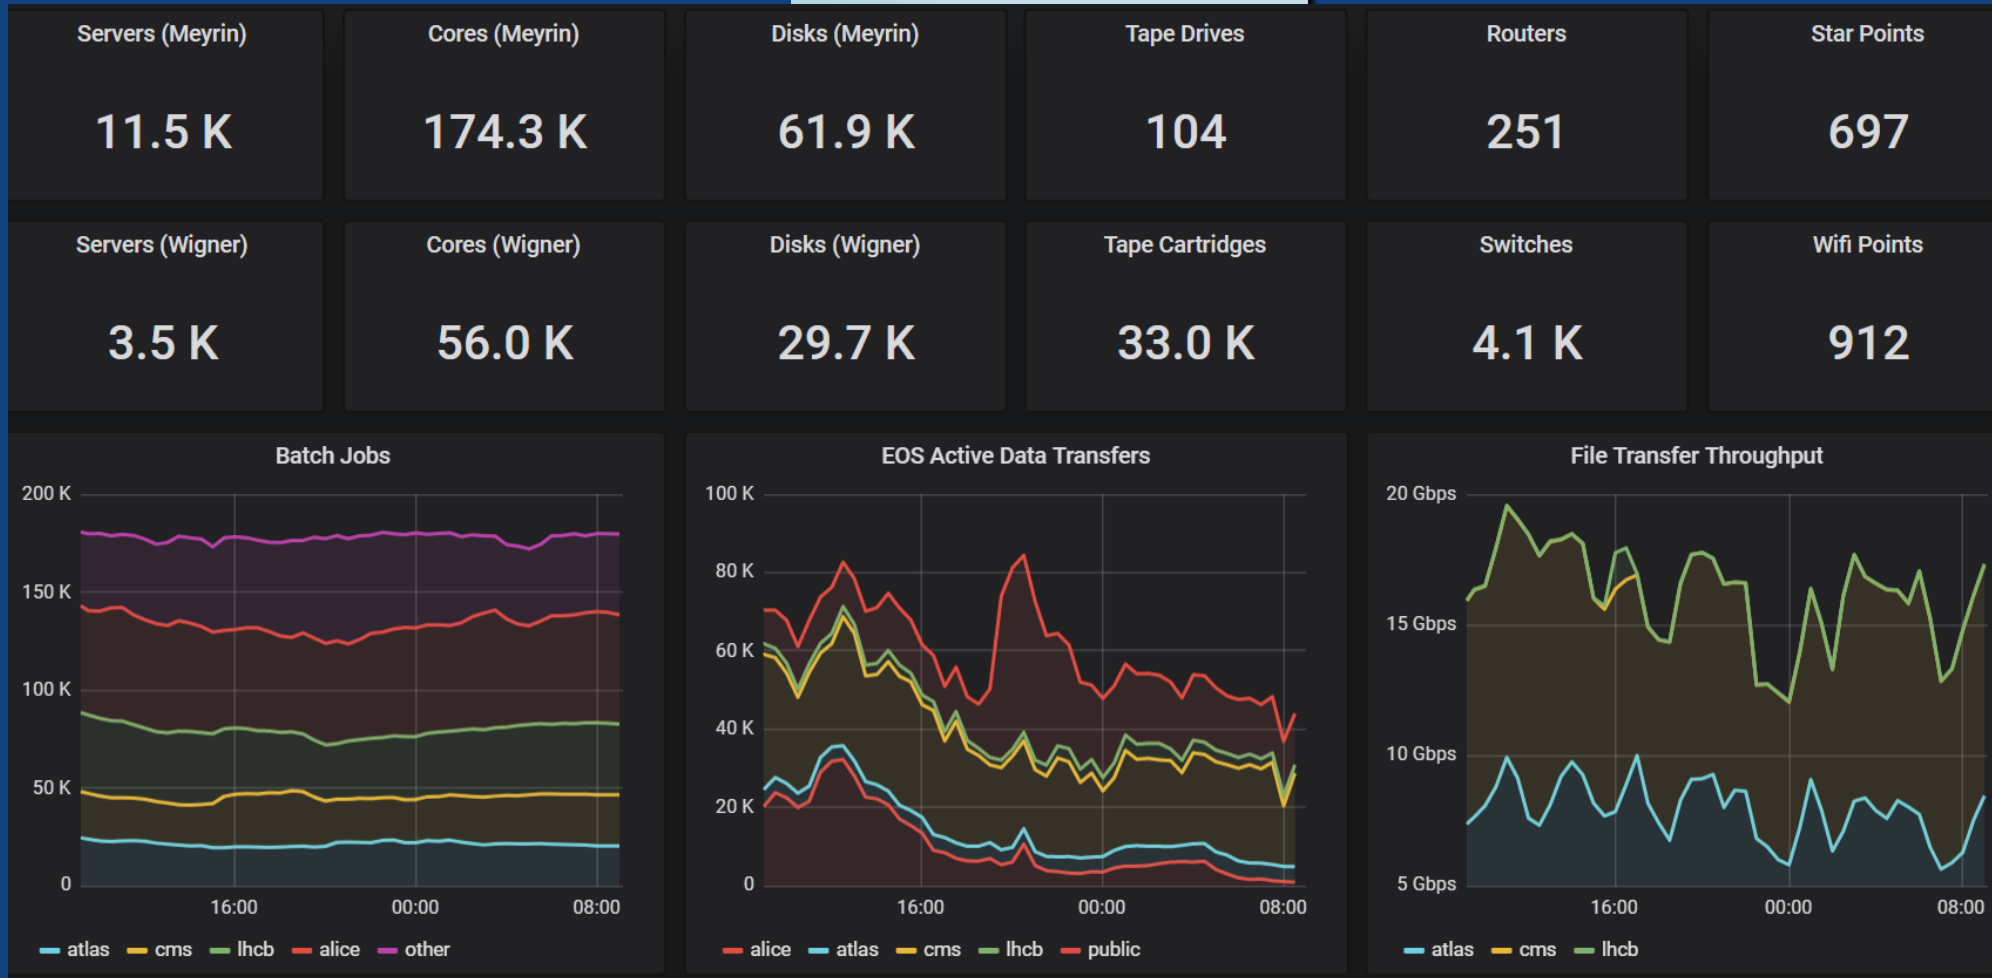 Servers (Meyrin)
Cores (Meyrin)
Disks (Meyrin)
Tape Drives
Routers
Star Points
11.5 K
174.3 K
61.9 K
104
251
697
Servers (Wigner)
Cores (Wigner)
Disks (Wigner)
Tape Cartridges
Switches
Wifi Points
3.5 K
56.0 K
29.7 K
33.0 K
4.1 K
912
Batch Jobs
200 K
150 K
100 K
50 K
0
16:00 00:00 08:00
atlas cms lhcb alice other
EOS Active Data Transfers
100 K
80 K
60 K
40 K
20 K
0
16:00 00:00 08:00
alice atlas cms lhcb public
File Transfer Throughput
20 Gbps
15 Gbps
10 Gbps
5 Gbps
16:00 00:00 08:00
atlas cms lhcb